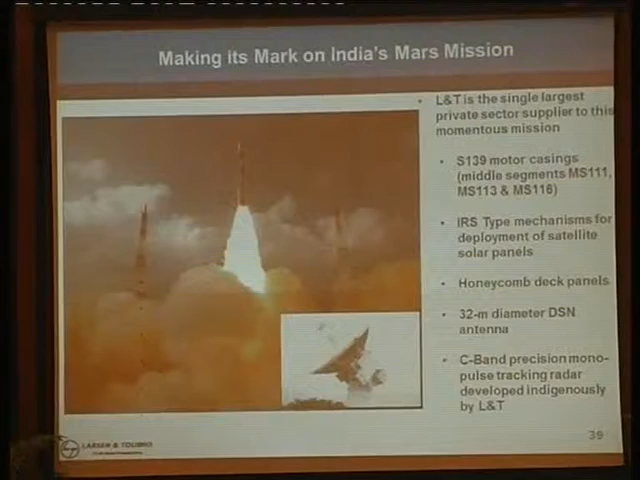 Making its Mark on India's Mars Mission
• L&T is the single largest
private sector supplier to this
momentous mission
• S139 motor casings
(middle segments MS111,
MS113 & MS116)
• IRS Type mechanisms for
deployment of satellite
solar panels
• Honeycomb deck panels
• 32-m diameter DSN
antenna
• C-Band precision mono-
pulse tracking radar
developed indigenously
by L&T
LARSEN & TOUBRO
39